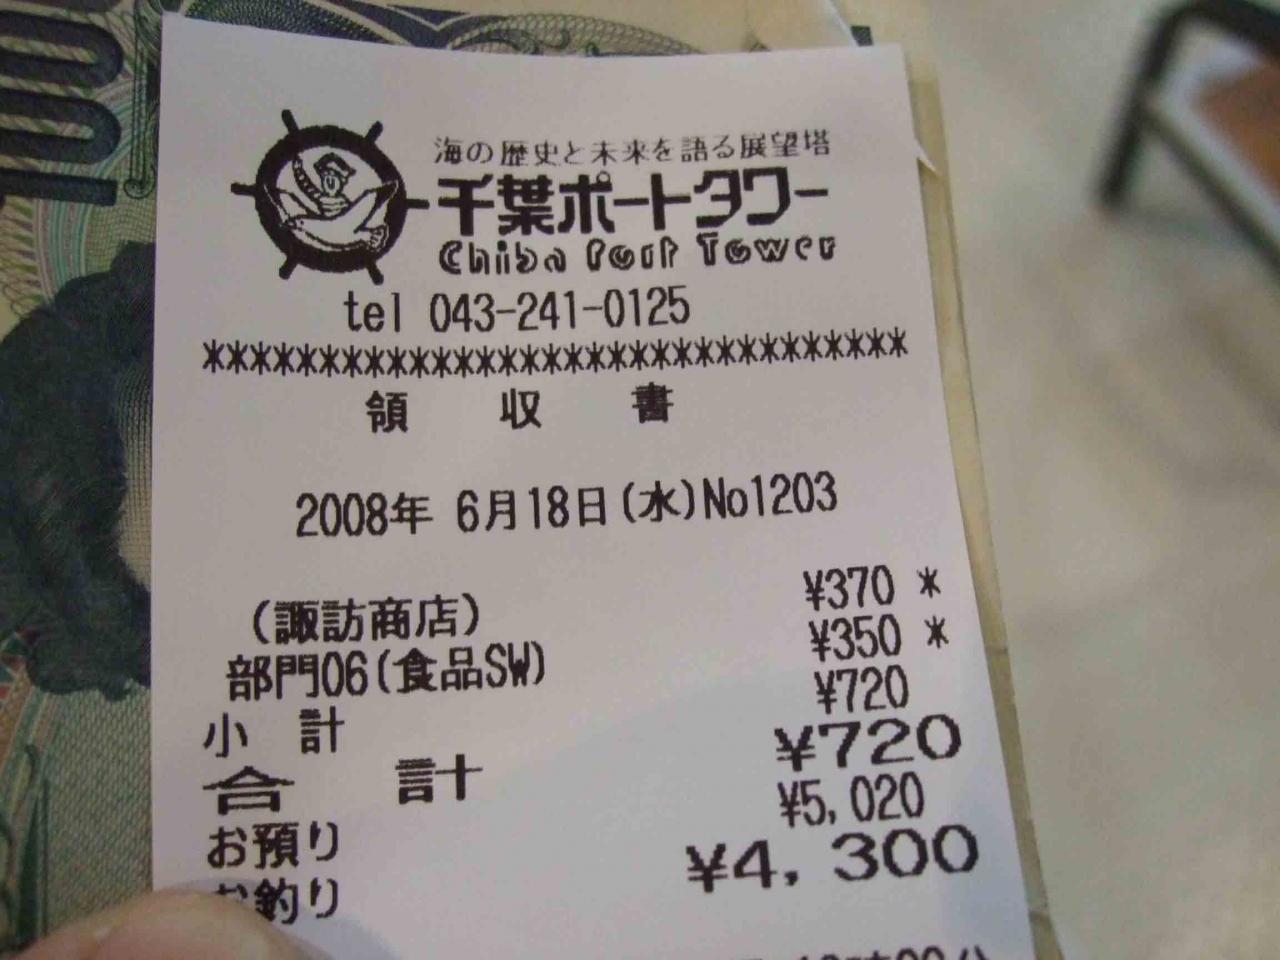 海の歴史と未来を語る展望塔
千葉ポートタワー
Chiba Port Tower
tel 043-241-0125
*******************************
領 収 書
2008年 6月18日(水)No1203
(諏訪商店) ¥370 *
部門06(食品SW) ¥350 *
小 計 ¥720
合 計 ¥720
お預り ¥5,020
お釣り ¥4,300